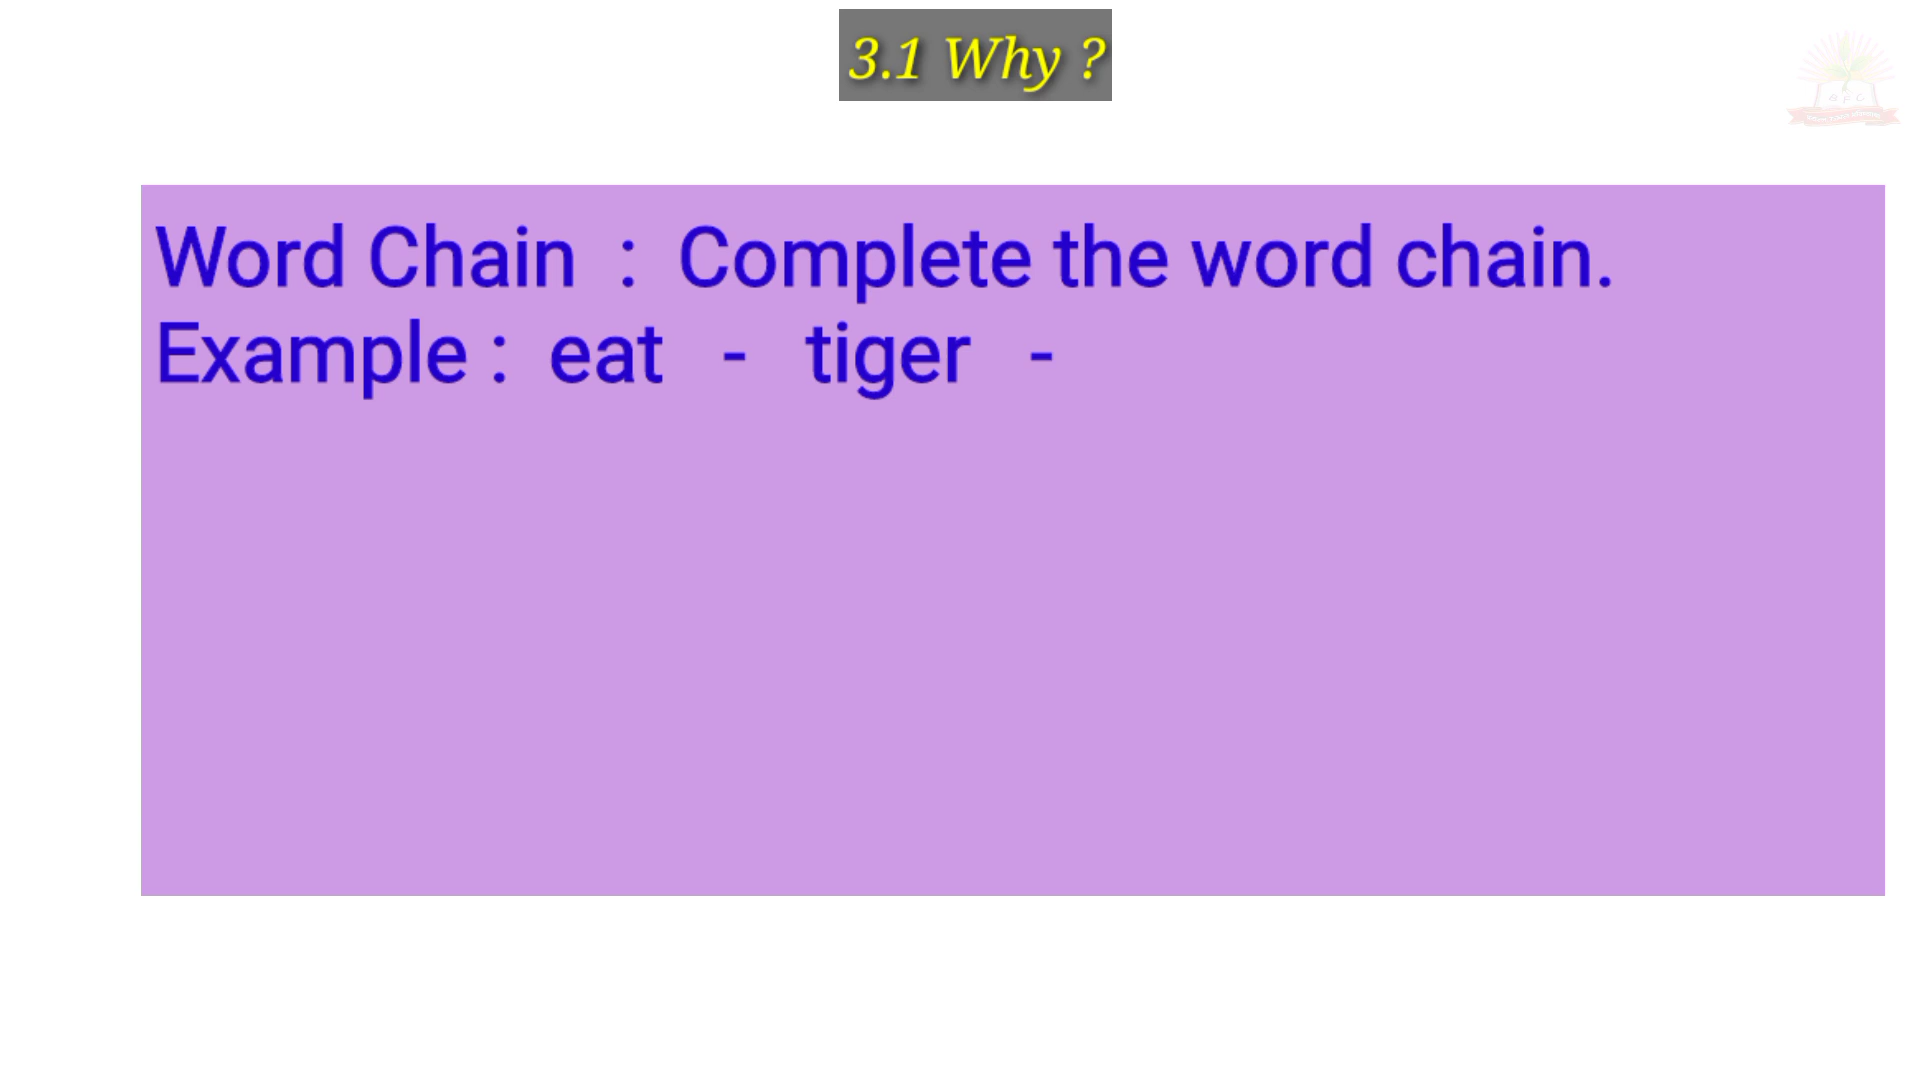 3.1 Why ?
Word Chain : Complete the word chain.
Example : eat - tiger -